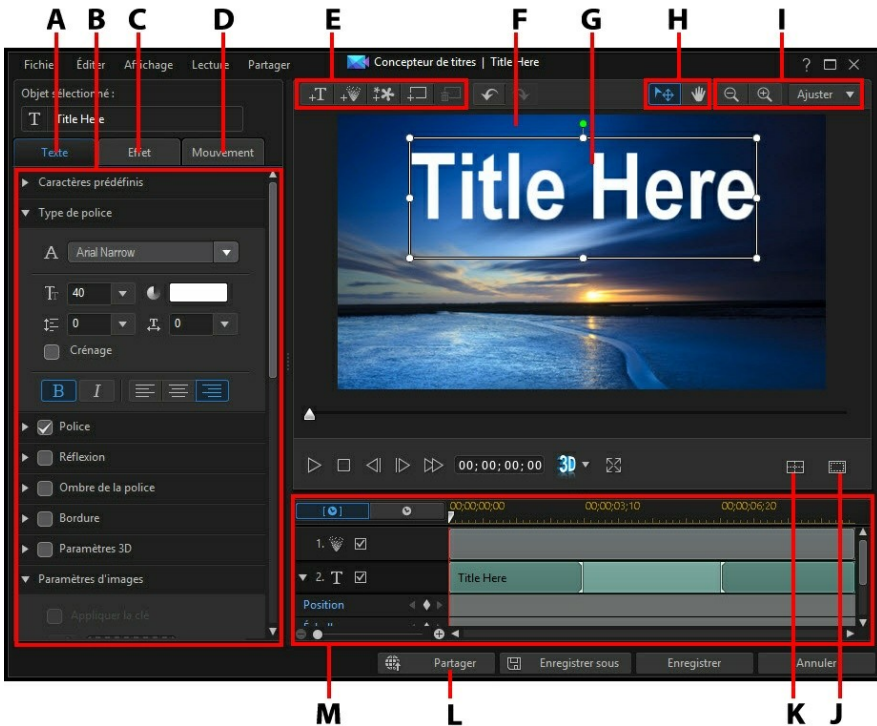 A B C D E F G H I
Fichier Éditer Affichage Lecture Partager
Concepteur de titres | Title Here
?
Objet sélectionné :
T Title Here
+T
Ajuster
Texte Effet Mouvement
Caractères prédéfinis
Type de police
A Arial Narrow
40
0 0
Crénage
B I
Police
Réflexion
Ombre de la police
Bordure
Paramètres 3D
Paramètres d'images
Appliquer la clé
Title Here
00;00;00;00 3D
00;00;00;00 00;00;03;10 00;00;06;20
1.
2. T Title Here
Position
Partager Enregistrer sous Enregistrer Annuler
M L K J